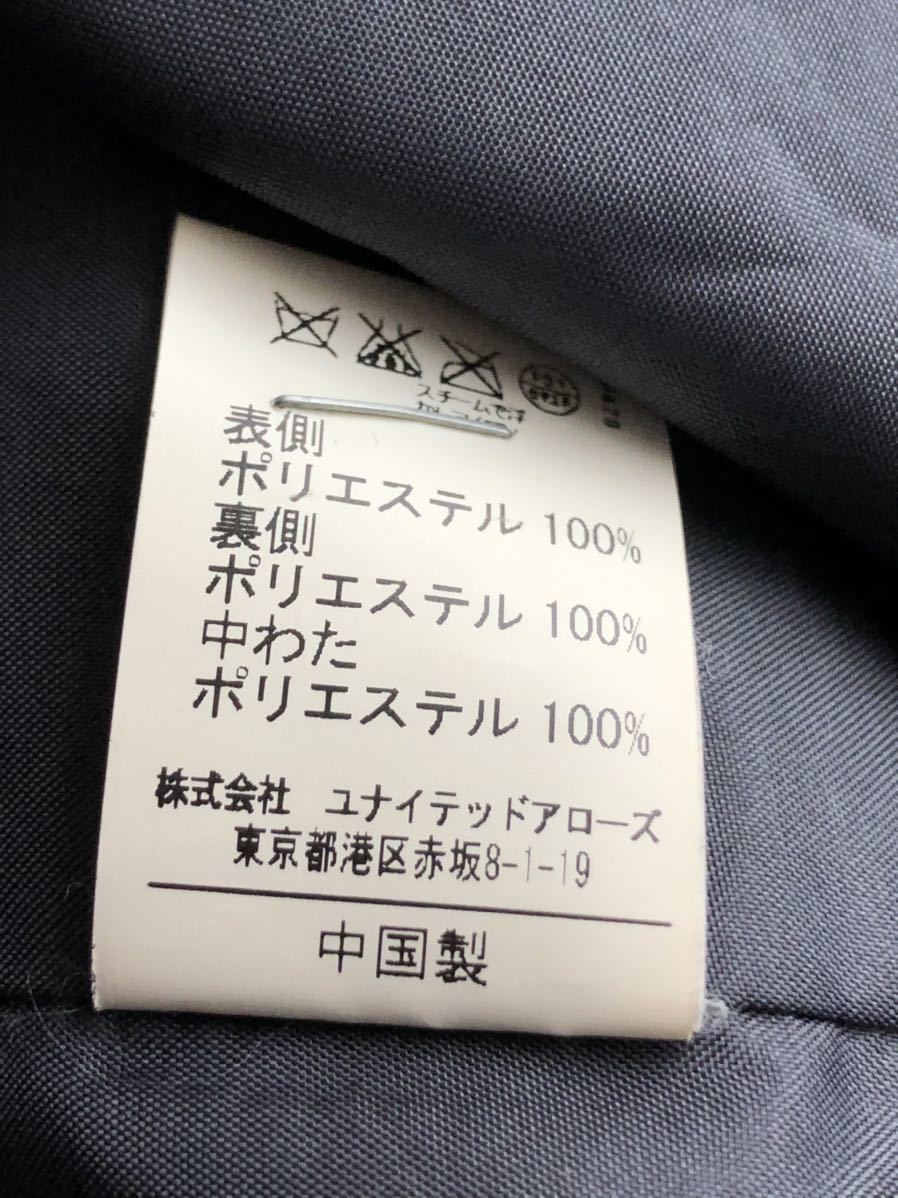 表側
ポリエステル 100%
裏側
ポリエステル 100%
中わた
ポリエステル 100%
株式会社 ユナイテッドアローズ
東京都港区赤坂8-1-19
中国製